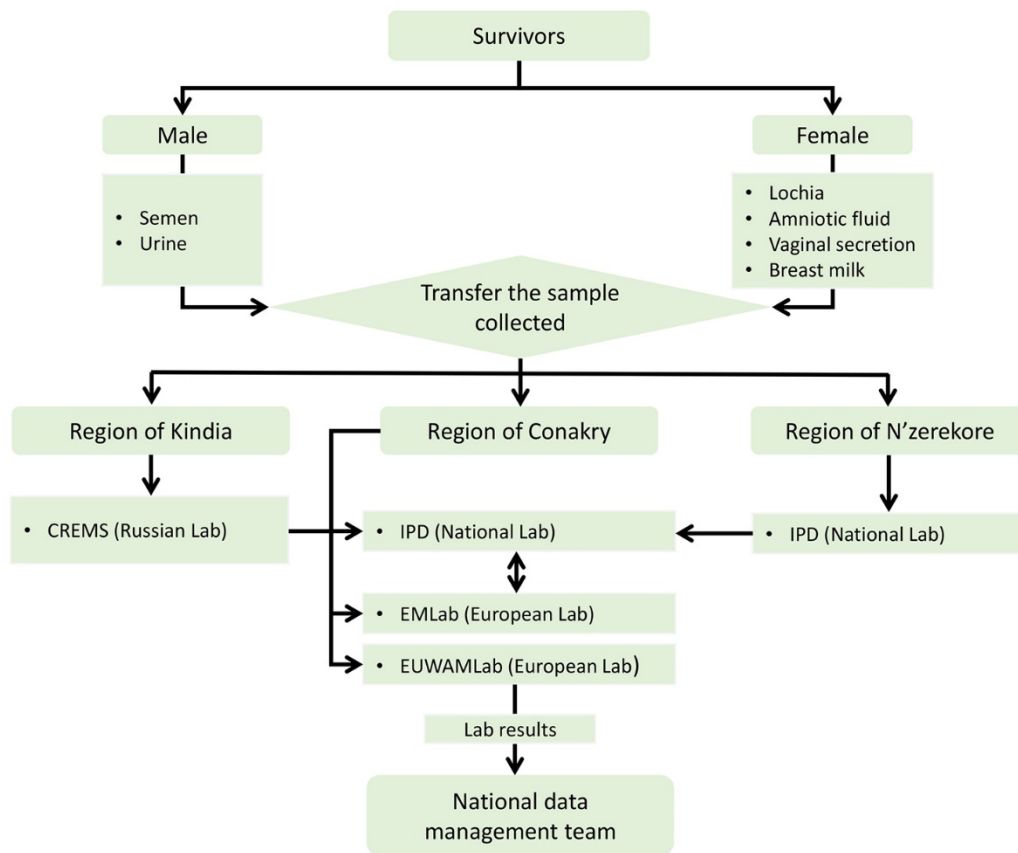 Survivors
Male
Female
• Semen
• Urine
• Lochia
• Amniotic fluid
• Vaginal secretion
• Breast milk
Transfer the sample
collected
Region of Kindia
Region of Conakry
Region of N’zerekore
• CREMS (Russian Lab)
• IPD (National Lab)
• IPD (National Lab)
• EMLab (European Lab)
• EUWAMLab (European Lab)
Lab results
National data
management team